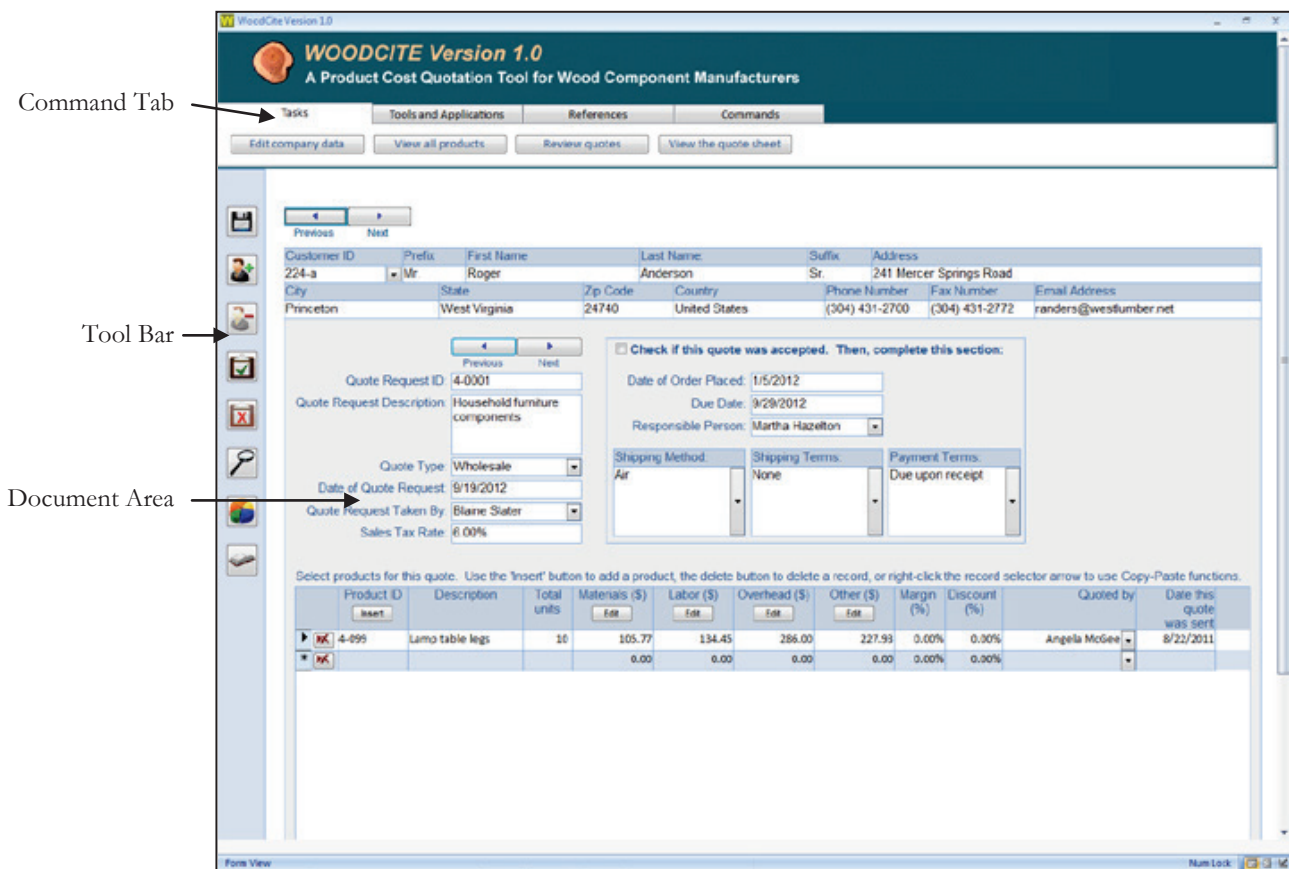 WoodCite Version 1.0
WOODCITE Version 1.0
A Product Cost Quotation Tool for Wood Component Manufacturers
Command Tab
Tasks Tools and Applications References Commands
Edit company data View all products Review quotes View the quote sheet
Previous Next
Customer ID Prefix First Name Last Name: Suffix Address
224-a Mr. Roger Anderson Sr. 241 Mercer Springs Road
City State Zip Code Country Phone Number Fax Number Email Address
Princeton West Virginia 24740 United States (304) 431-2700 (304) 431-2772 randers@westlumber.net
Tool Bar
Previous Next
Check if this quote was accepted. Then, complete this section:
Quote Request ID: 4-0001
Date of Order Placed: 1/5/2012
Quote Request Description: Household furniture
components
Due Date: 9/29/2012
Responsible Person: Martha Hazelton
Shipping Method: Shipping Terms: Payment Terms:
Air None Due upon receipt
Quote Type: Wholesale
Document Area
Date of Quote Request: 9/19/2012
Quote Request Taken By: Blaine Slater
Sales Tax Rate: 6.00%
Select products for this quote. Use the 'Insert' button to add a product, the delete button to delete a record, or right-click the record selector arrow to use Copy-Paste functions.
Product ID Description Total units Materials ($) Labor ($) Overhead ($) Other ($) Margin (%) Discount (%) Quoted by Date this quote was sent
Insert Edit Edit Edit Edit
4-099 Lamp table legs 10 105.77 134.45 286.00 227.93 0.00% 0.00% Angela McGee 8/22/2011
0.00 0.00 0.00 0.00 0.00% 0.00%
Form View Num Lock